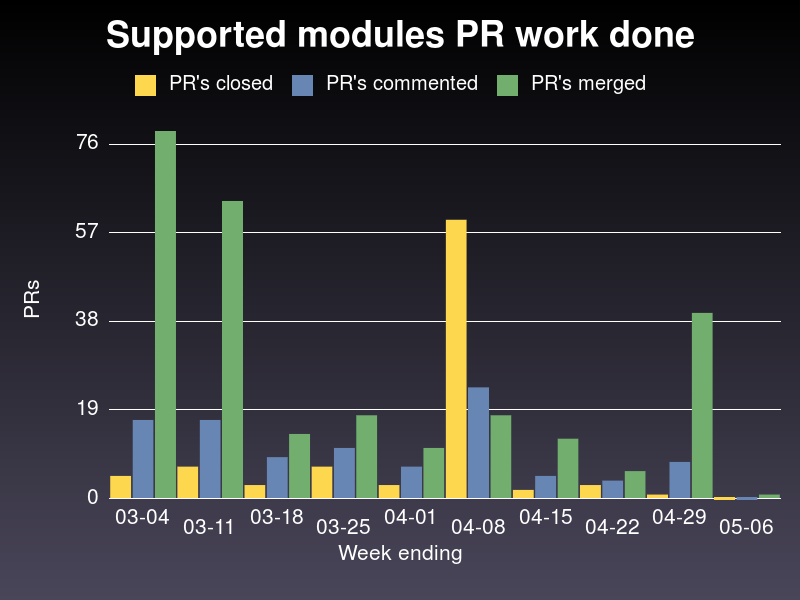 Supported modules PR work done
PR's closed PR's commented PR's merged
76
57
38
19
0
PRs
03-04 03-11 03-18 03-25 04-01 04-08 04-15 04-22 04-29 05-06
Week ending